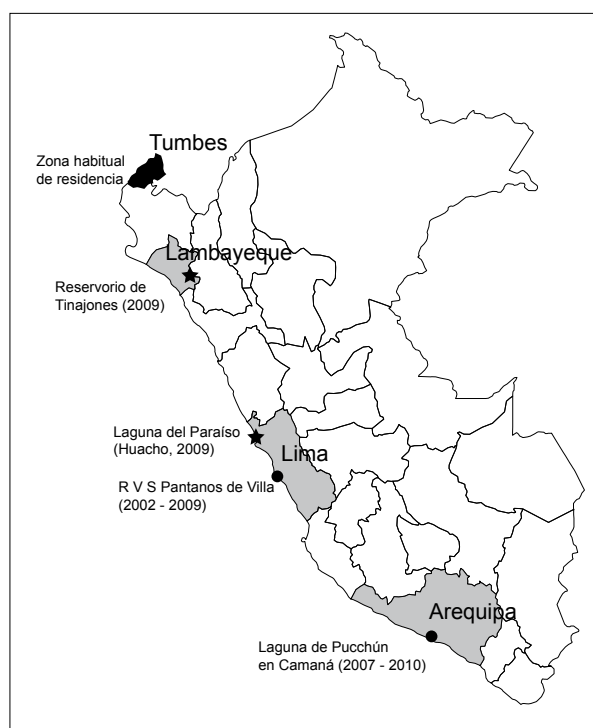 Tumbes
Zona habitual
de residencia
Lambayeque
Reservorio de
Tinajones (2009)
Laguna del Paraíso
(Huacho, 2009)
Lima
R V S Pantanos de Villa
(2002 - 2009)
Arequipa
Laguna de Pucchún
en Camaná (2007 - 2010)